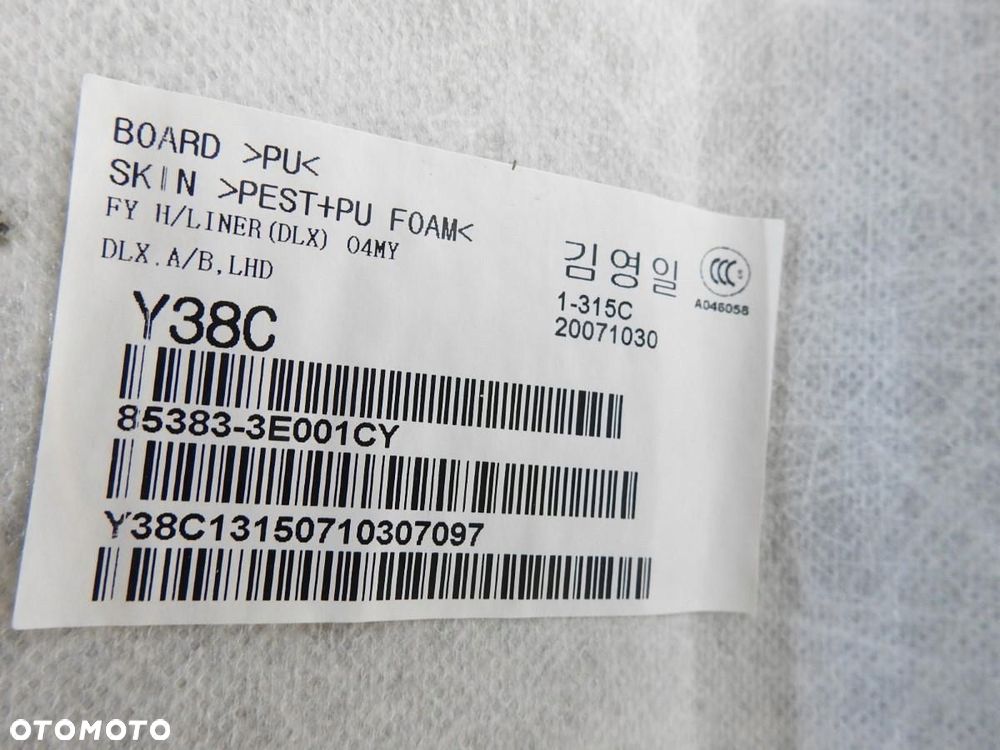 BOARD >PU<
SKIN >PEST+PU FOAM<
FY H/LINER(DLX) 04MY
DLX.A/B,LHD
김영일
CCC S
A046058
1-315C
20071030
Y38C
85383-3E001CY
Y38C13150710307097
OTOMOTO